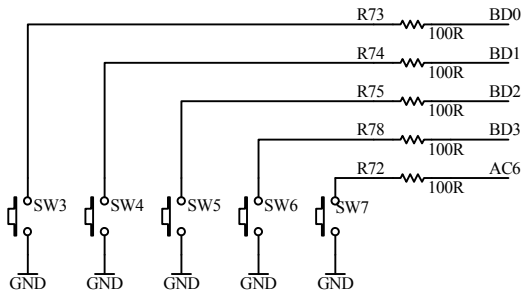 R73 BD0
100R
R74 BD1
100R
R75 BD2
100R
R78 BD3
100R
R72 AC6
100R
SW3 SW4 SW5 SW6 SW7
GND GND GND GND GND